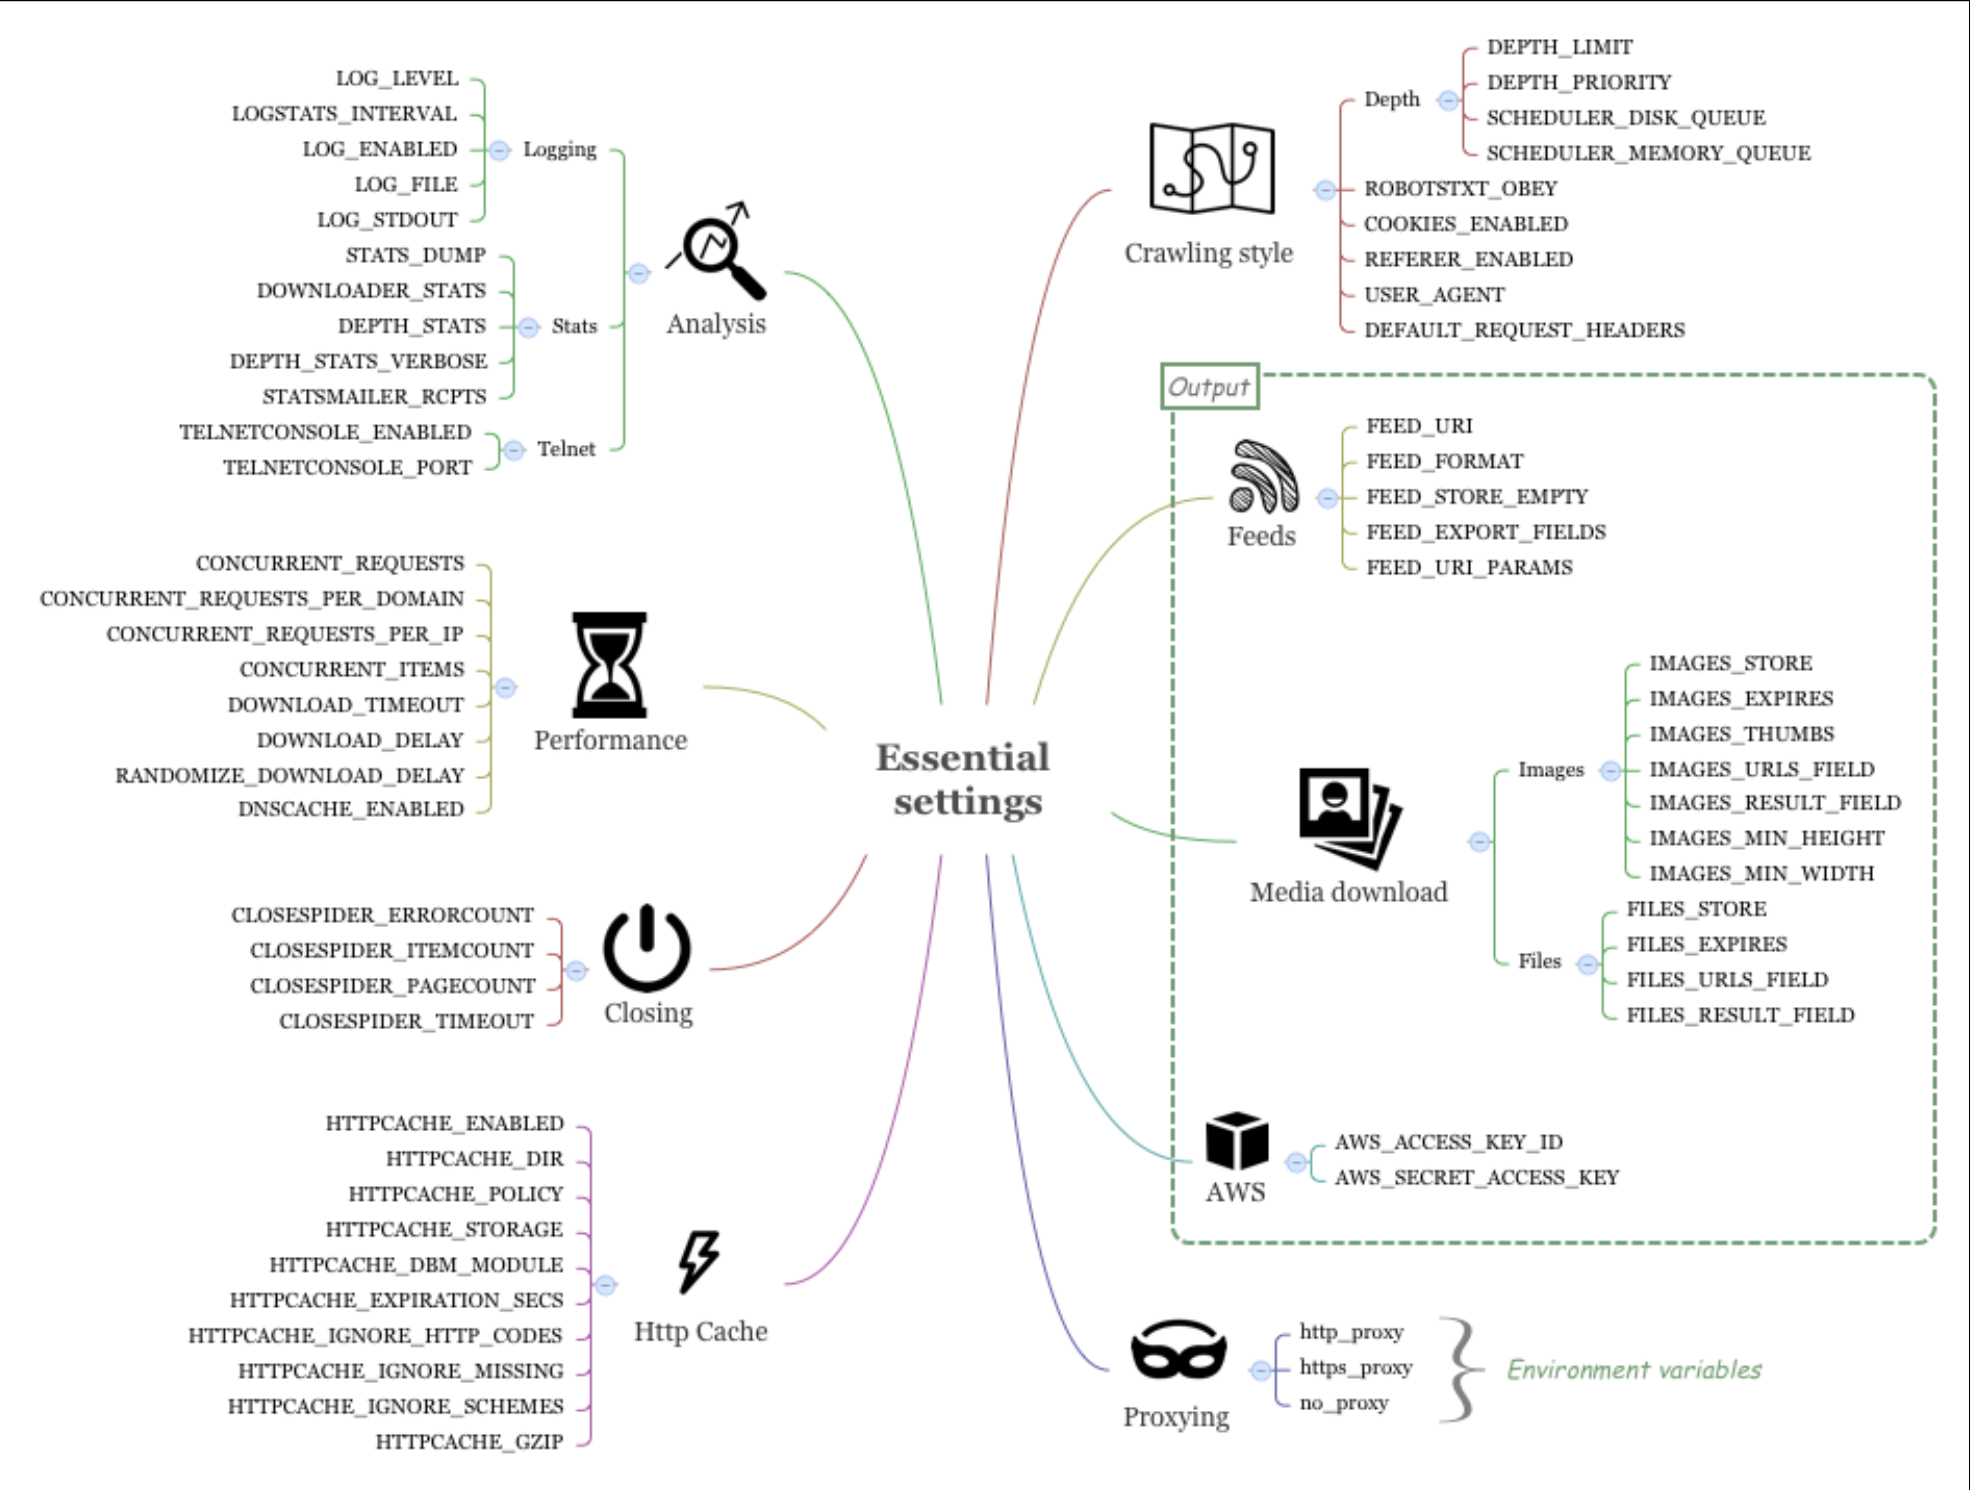 LOG_LEVEL
LOGSTATS_INTERVAL
LOG_ENABLED
LOG_FILE
LOG_STDOUT
Logging
STATS_DUMP
DOWNLOADER_STATS
DEPTH_STATS
DEPTH_STATS_VERBOSE
STATSMAILER_RCPTS
Stats
TELNETCONSOLE_ENABLED
TELNETCONSOLE_PORT
Telnet
Analysis
CONCURRENT_REQUESTS
CONCURRENT_REQUESTS_PER_DOMAIN
CONCURRENT_REQUESTS_PER_IP
CONCURRENT_ITEMS
DOWNLOAD_TIMEOUT
DOWNLOAD_DELAY
RANDOMIZE_DOWNLOAD_DELAY
DNSCACHE_ENABLED
Performance
CLOSESPIDER_ERRORCOUNT
CLOSESPIDER_ITEMCOUNT
CLOSESPIDER_PAGECOUNT
CLOSESPIDER_TIMEOUT
Closing
HTTPCACHE_ENABLED
HTTPCACHE_DIR
HTTPCACHE_POLICY
HTTPCACHE_STORAGE
HTTPCACHE_DBM_MODULE
HTTPCACHE_EXPIRATION_SECS
HTTPCACHE_IGNORE_HTTP_CODES
HTTPCACHE_IGNORE_MISSING
HTTPCACHE_IGNORE_SCHEMES
HTTPCACHE_GZIP
Http Cache
Essential
settings
Crawling style
Depth
DEPTH_LIMIT
DEPTH_PRIORITY
SCHEDULER_DISK_QUEUE
SCHEDULER_MEMORY_QUEUE
ROBOTSTXT_OBEY
COOKIES_ENABLED
REFERER_ENABLED
USER_AGENT
DEFAULT_REQUEST_HEADERS
Output
Feeds
FEED_URI
FEED_FORMAT
FEED_STORE_EMPTY
FEED_EXPORT_FIELDS
FEED_URI_PARAMS
Media download
Images
IMAGES_STORE
IMAGES_EXPIRES
IMAGES_THUMBS
IMAGES_URLS_FIELD
IMAGES_RESULT_FIELD
IMAGES_MIN_HEIGHT
IMAGES_MIN_WIDTH
Files
FILES_STORE
FILES_EXPIRES
FILES_URLS_FIELD
FILES_RESULT_FIELD
AWS
AWS_ACCESS_KEY_ID
AWS_SECRET_ACCESS_KEY
Proxying
http_proxy
https_proxy
no_proxy
Environment variables